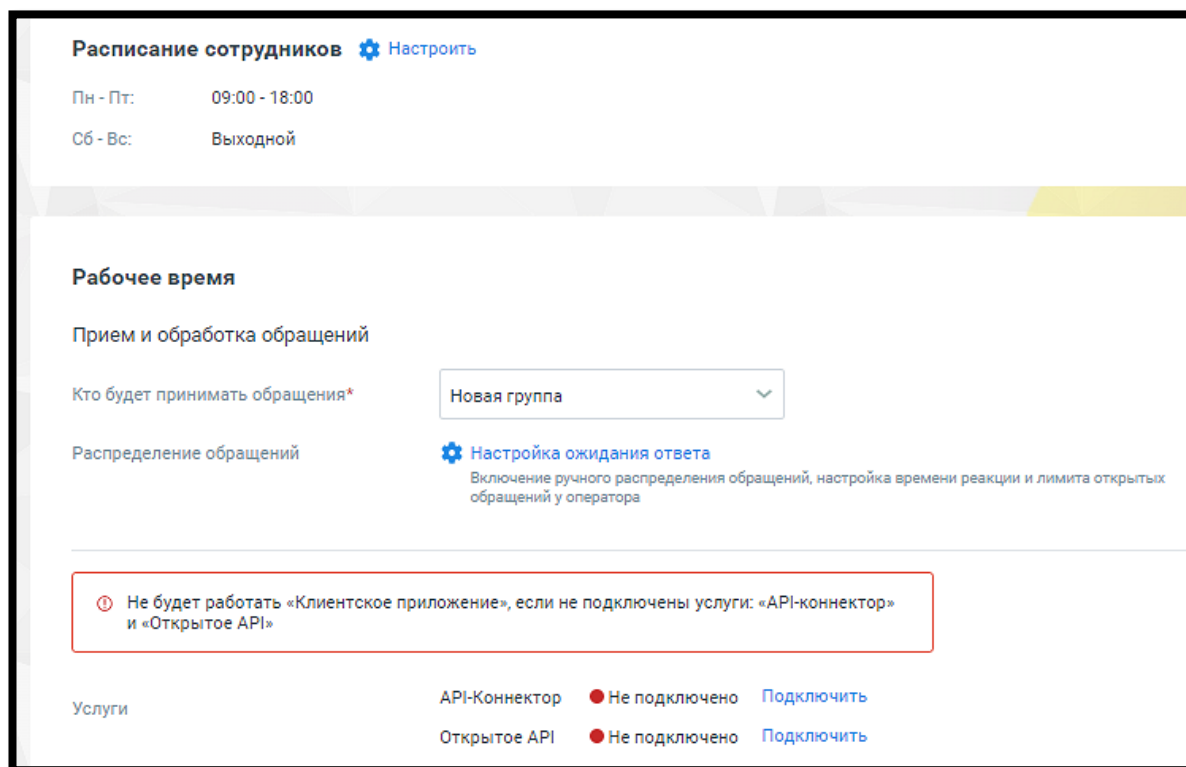 Расписание сотрудников Настроить
Пн - Пт: 09:00 - 18:00
Сб - Вс: Выходной
Рабочее время
Прием и обработка обращений
Кто будет принимать обращения* Новая группа
Распределение обращений Настройка ожидания ответа
Включение ручного распределения обращений, настройка времени реакции и лимита открытых
обращений у оператора
Не будет работать «Клиентское приложение», если не подключены услуги: «API-коннектор»
и «Открытое API»
Услуги
API-Коннектор Не подключено Подключить
Открытое API Не подключено Подключить